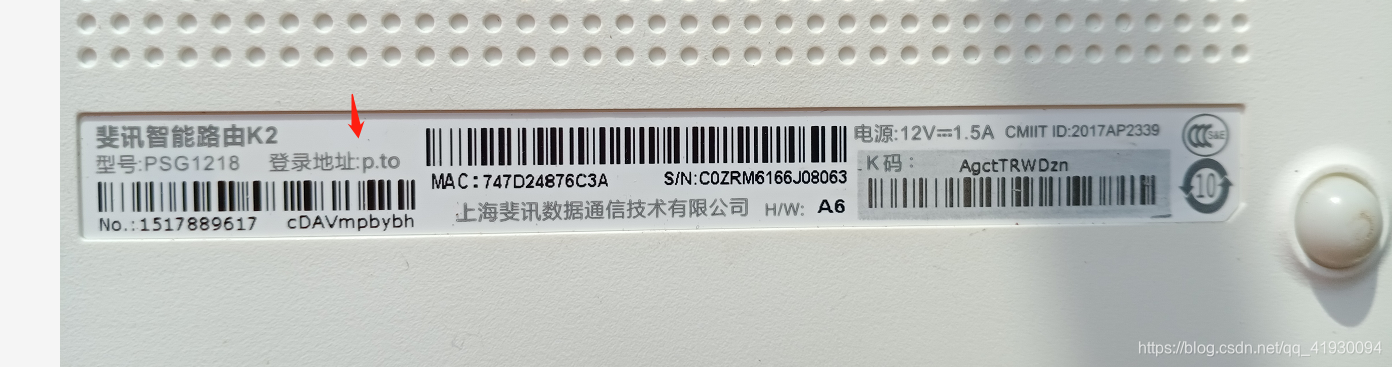 斐讯智能路由K2
型号:PSG1218 登录地址:p.to
No.:1517889617 cDAVmpbybh
MAC:747D24876C3A S/N:C0ZRM6166J08063
上海斐讯数据通信技术有限公司 H/W: A6
电源:12V⎓1.5A CMIIT ID:2017AP2339
K码: AgctTRWDzn
CCC S&E
10
https://blog.csdn.net/qq_41930094